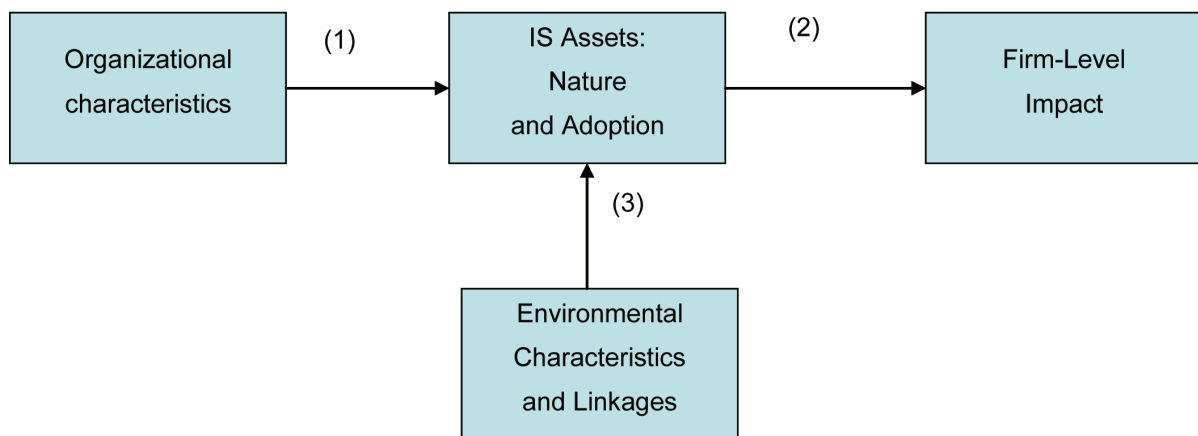 Organizational
characteristics
(1)
IS Assets:
Nature
and Adoption
(2)
Firm-Level
Impact
(3)
Environmental
Characteristics
and Linkages